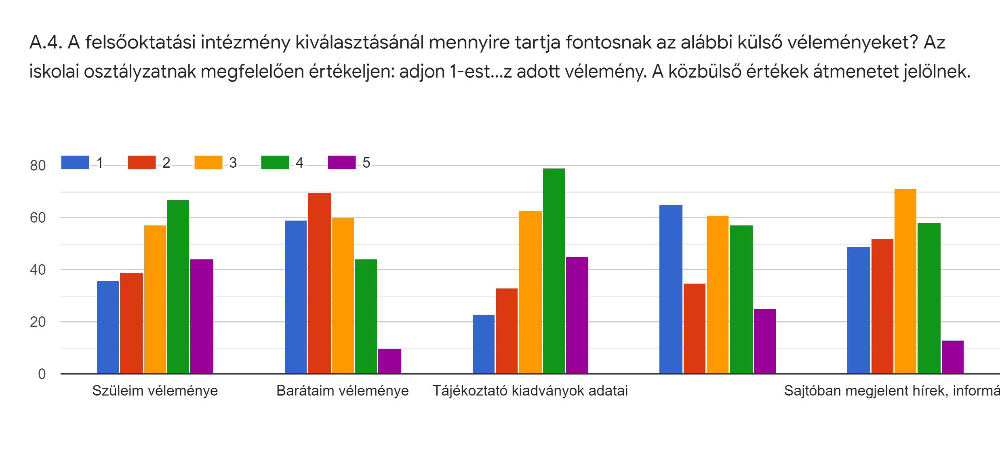 A.4. A felsőoktatási intézmény kiválasztásánál mennyire tartja fontosnak az alábbi külső véleményeket? Az
iskolai osztályzatnak megfelelően értékeljen: adjon 1-est...z adott vélemény. A közbülső értékek átmenetet jelölnek.
1 2 3 4 5
80
60
40
20
0
Szüleim véleménye Barátaim véleménye Tájékoztató kiadványok adatai Sajtóban megjelent hírek, informá